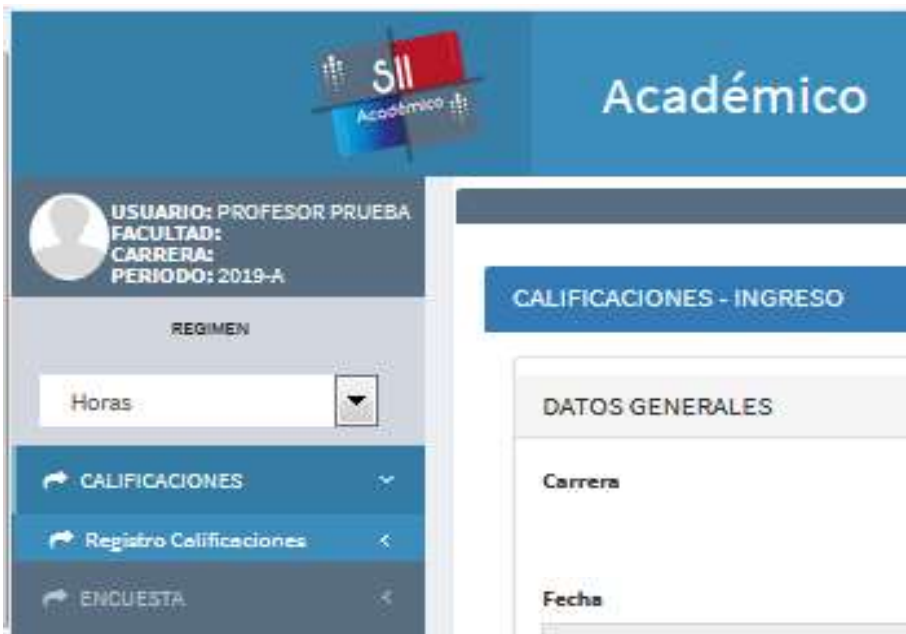 SII
Académico
Académico
USUARIO: PROFESOR PRUEBA
FACULTAD:
CARRERA:
PERIODO: 2019-A
REGIMEN
Horas
CALIFICACIONES
Registro Calificaciones
ENCUESTA
CALIFICACIONES - INGRESO
DATOS GENERALES
Carrera
Fecha